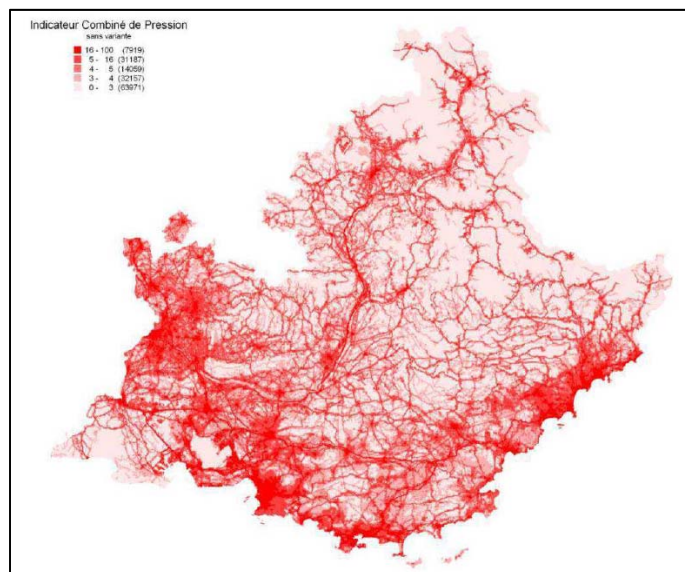 Indicateur Combiné de Pression
sans variante
16 - 100 (7919)
5 - 16 (31187)
4 - 5 (14059)
3 - 4 (32157)
0 - 3 (63971)